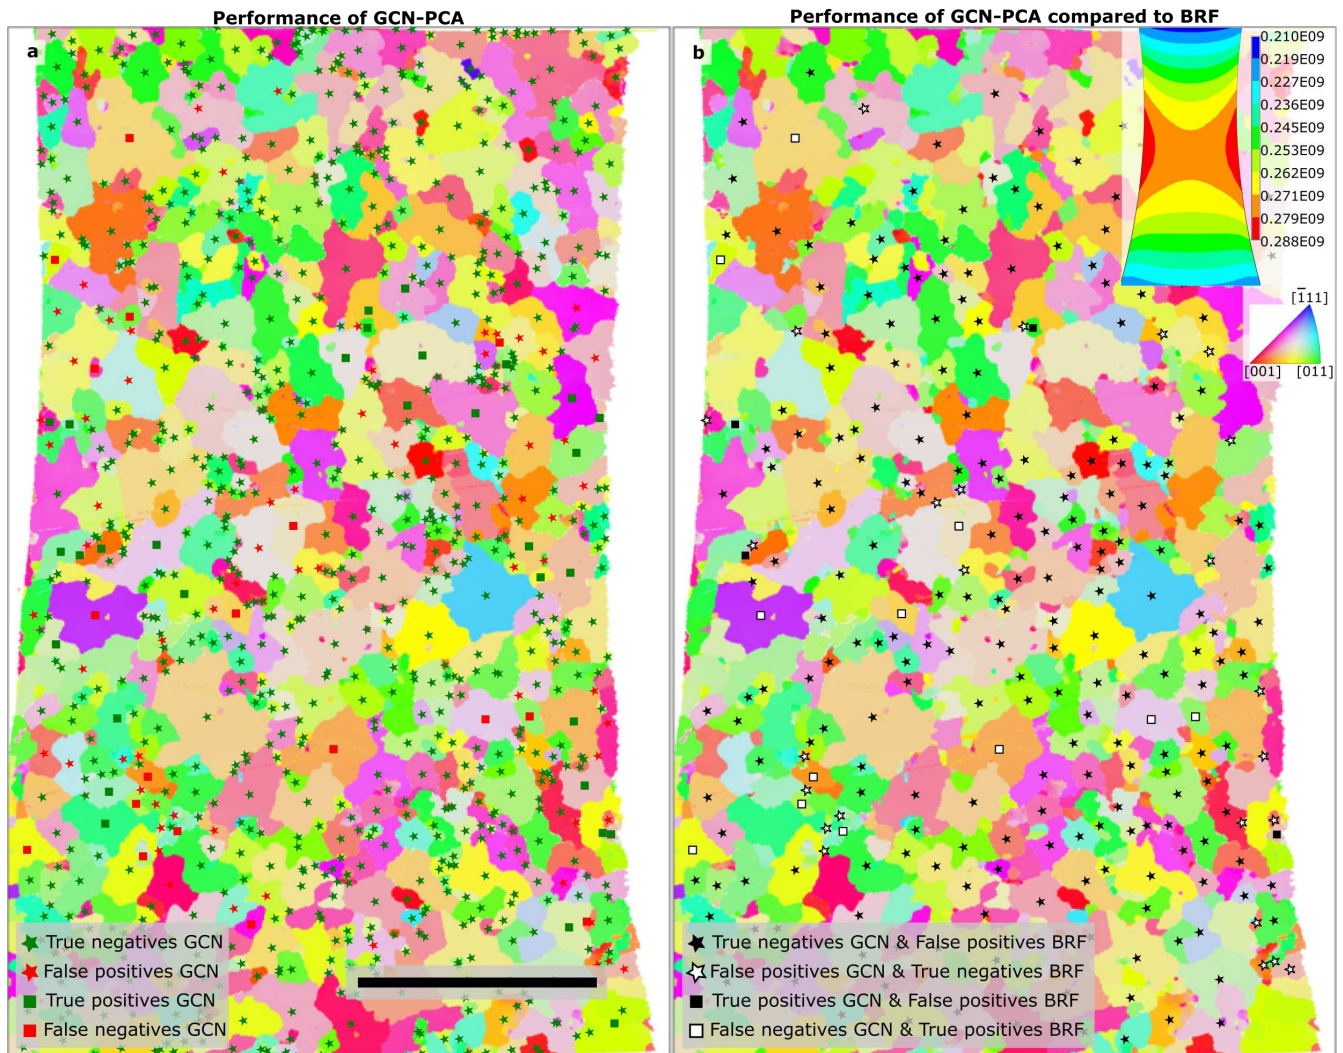 Performance of GCN-PCA
Performance of GCN-PCA compared to BRF
a
b
0.210E09
0.219E09
0.227E09
0.236E09
0.245E09
0.253E09
0.262E09
0.271E09
0.279E09
0.288E09
[1̅11]
[001] [011]
True negatives GCN
False positives GCN
True positives GCN
False negatives GCN
True negatives GCN & False positives BRF
False positives GCN & True negatives BRF
True positives GCN & False positives BRF
False negatives GCN & True positives BRF